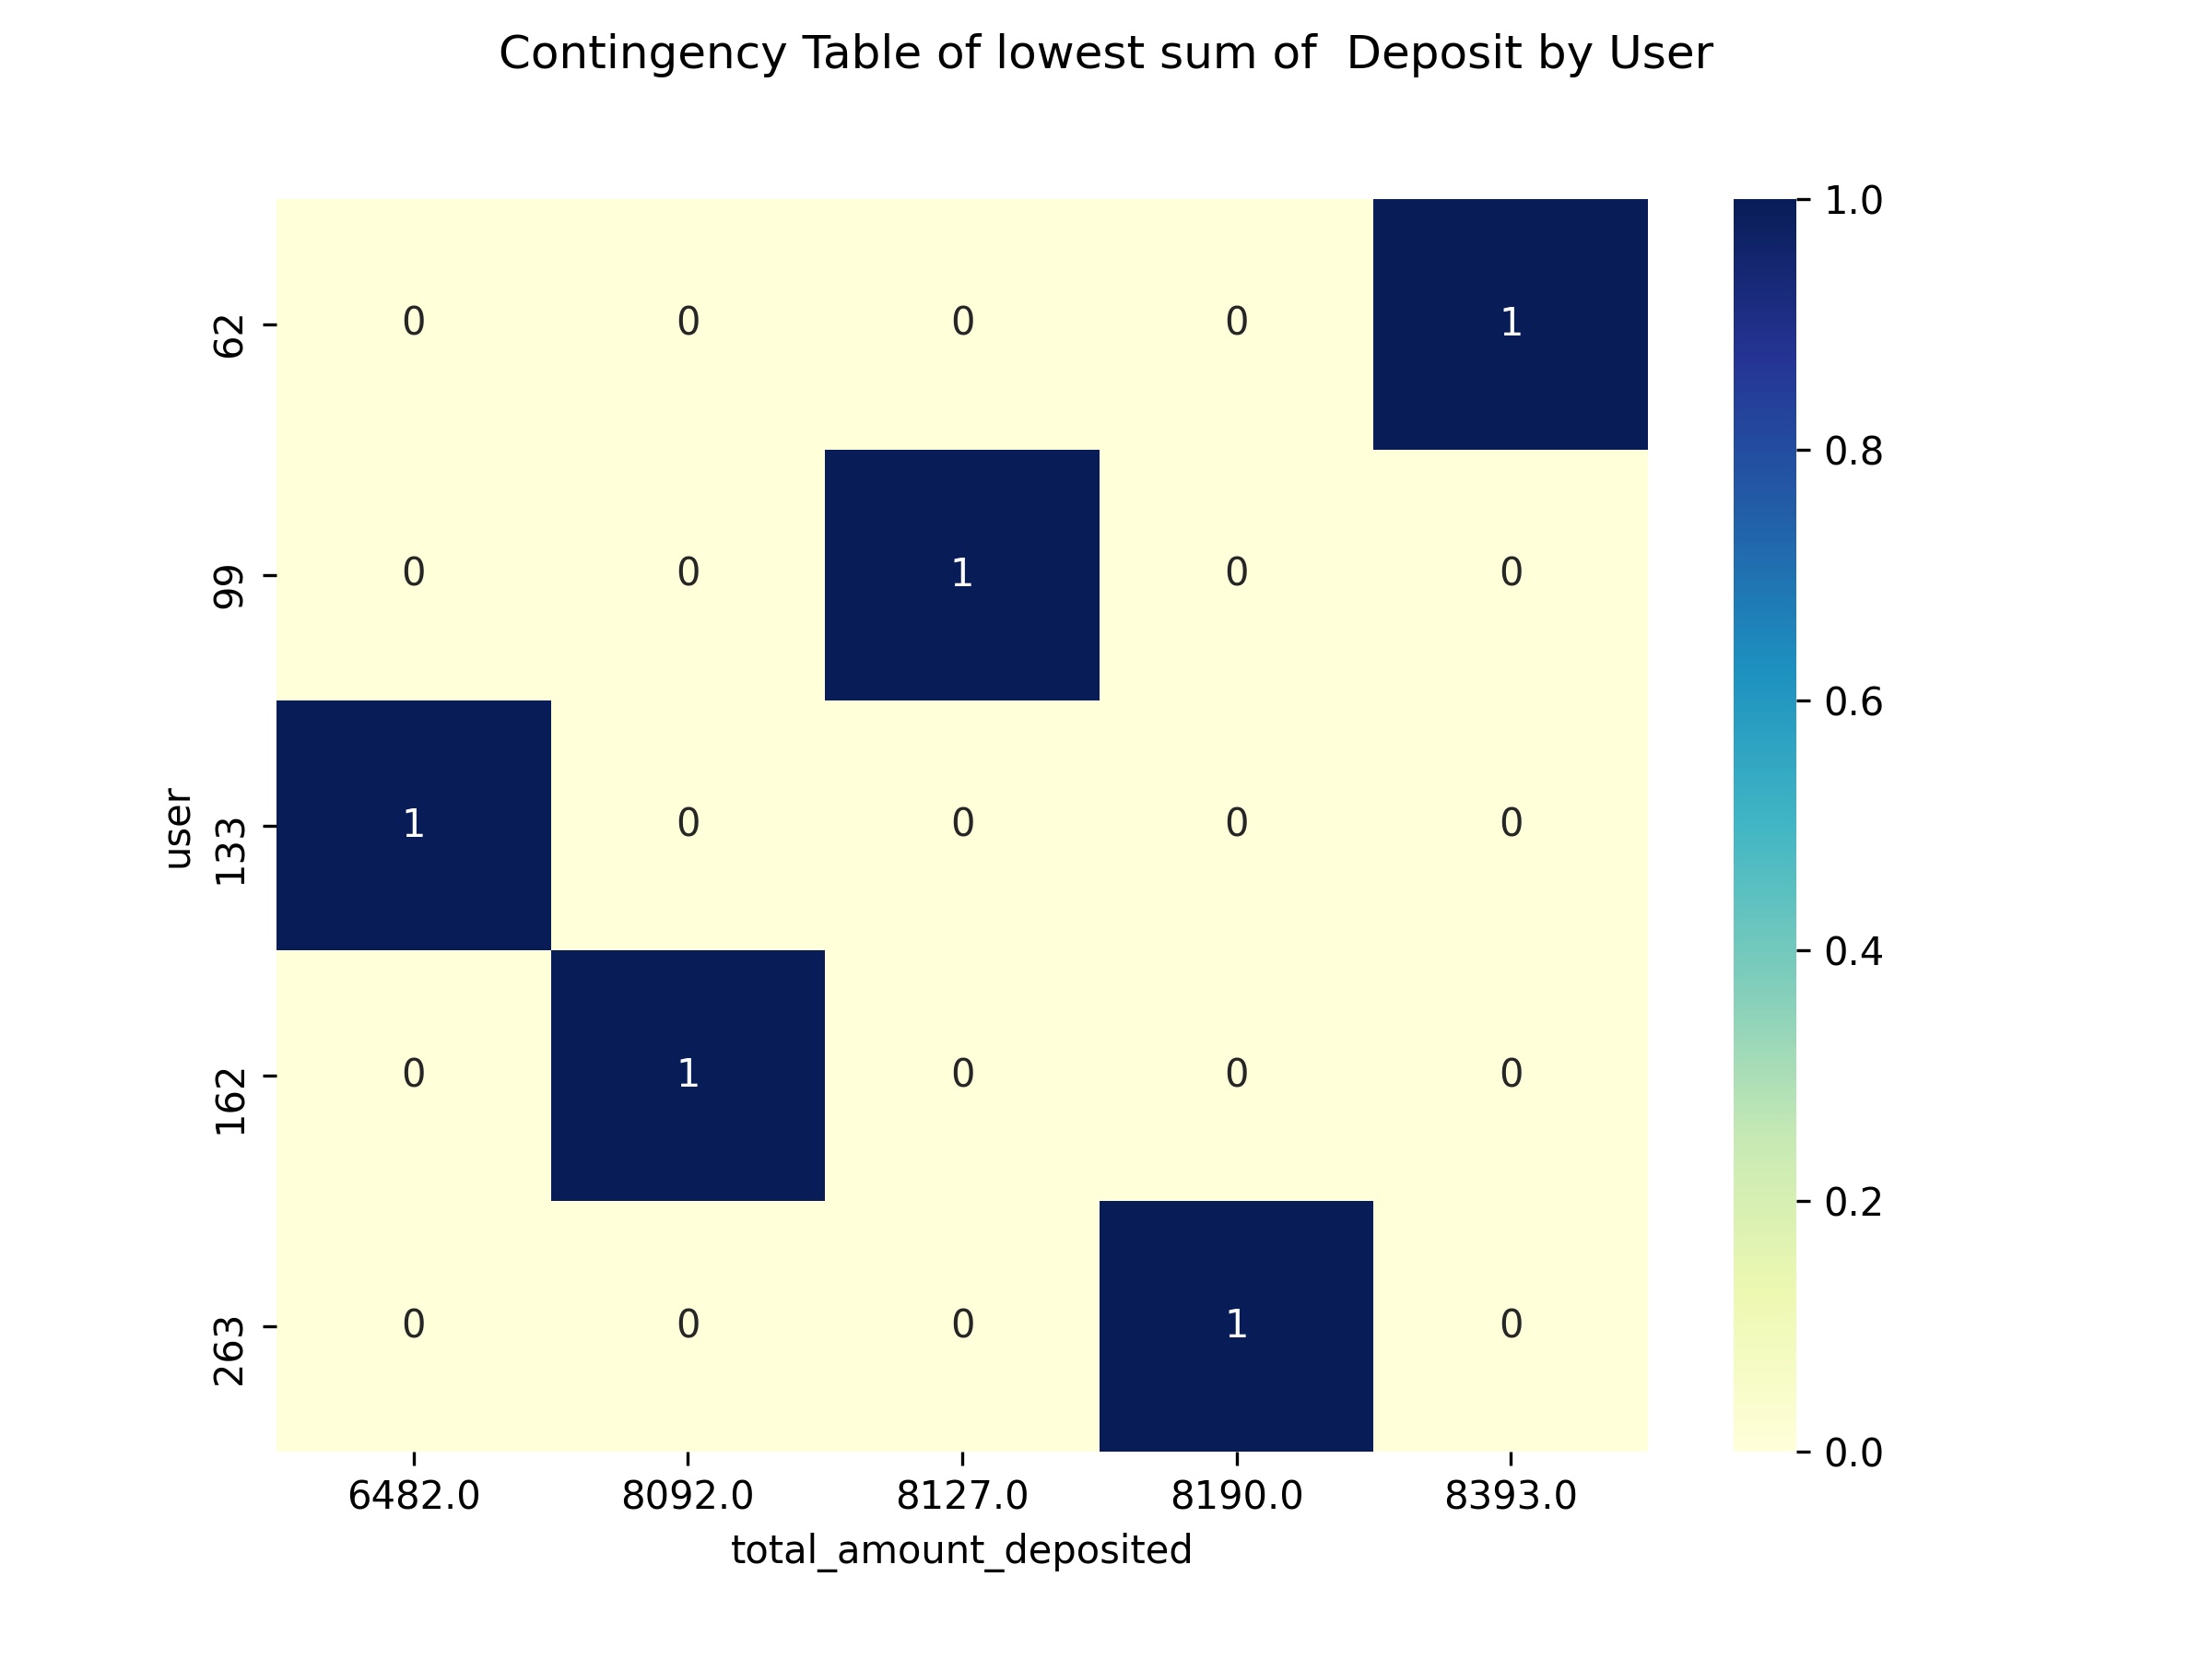 Contingency Table of lowest sum of  Deposit by User
1.0
62 0 0 0 0 1
0.8
99 0 0 1 0 0
0.6
user
133 1 0 0 0 0
0.4
162 0 1 0 0 0
0.2
263 0 0 0 1 0
0.0
6482.0 8092.0 8127.0 8190.0 8393.0
total_amount_deposited